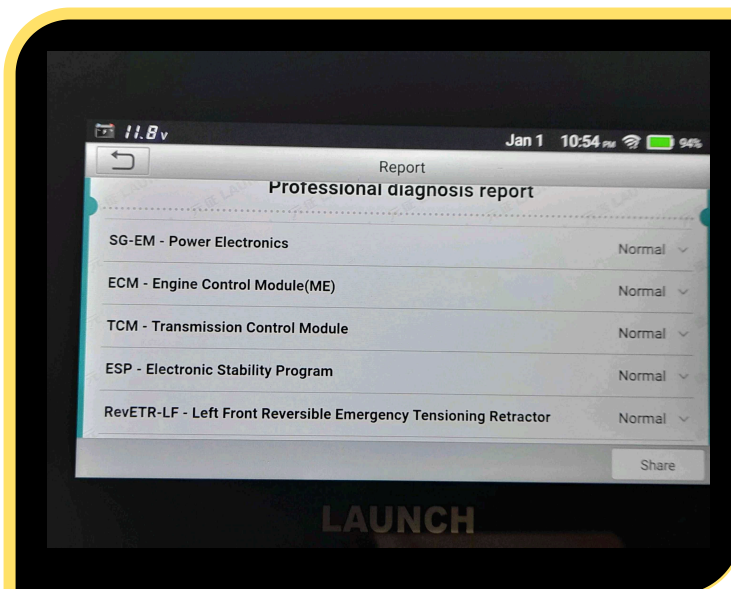 11.8v
Jan 1 10:54 PM 94%
Report
Professional diagnosis report
SG-EM - Power Electronics Normal
ECM - Engine Control Module(ME) Normal
TCM - Transmission Control Module Normal
ESP - Electronic Stability Program Normal
RevETR-LF - Left Front Reversible Emergency Tensioning Retractor Normal
Share
LAUNCH